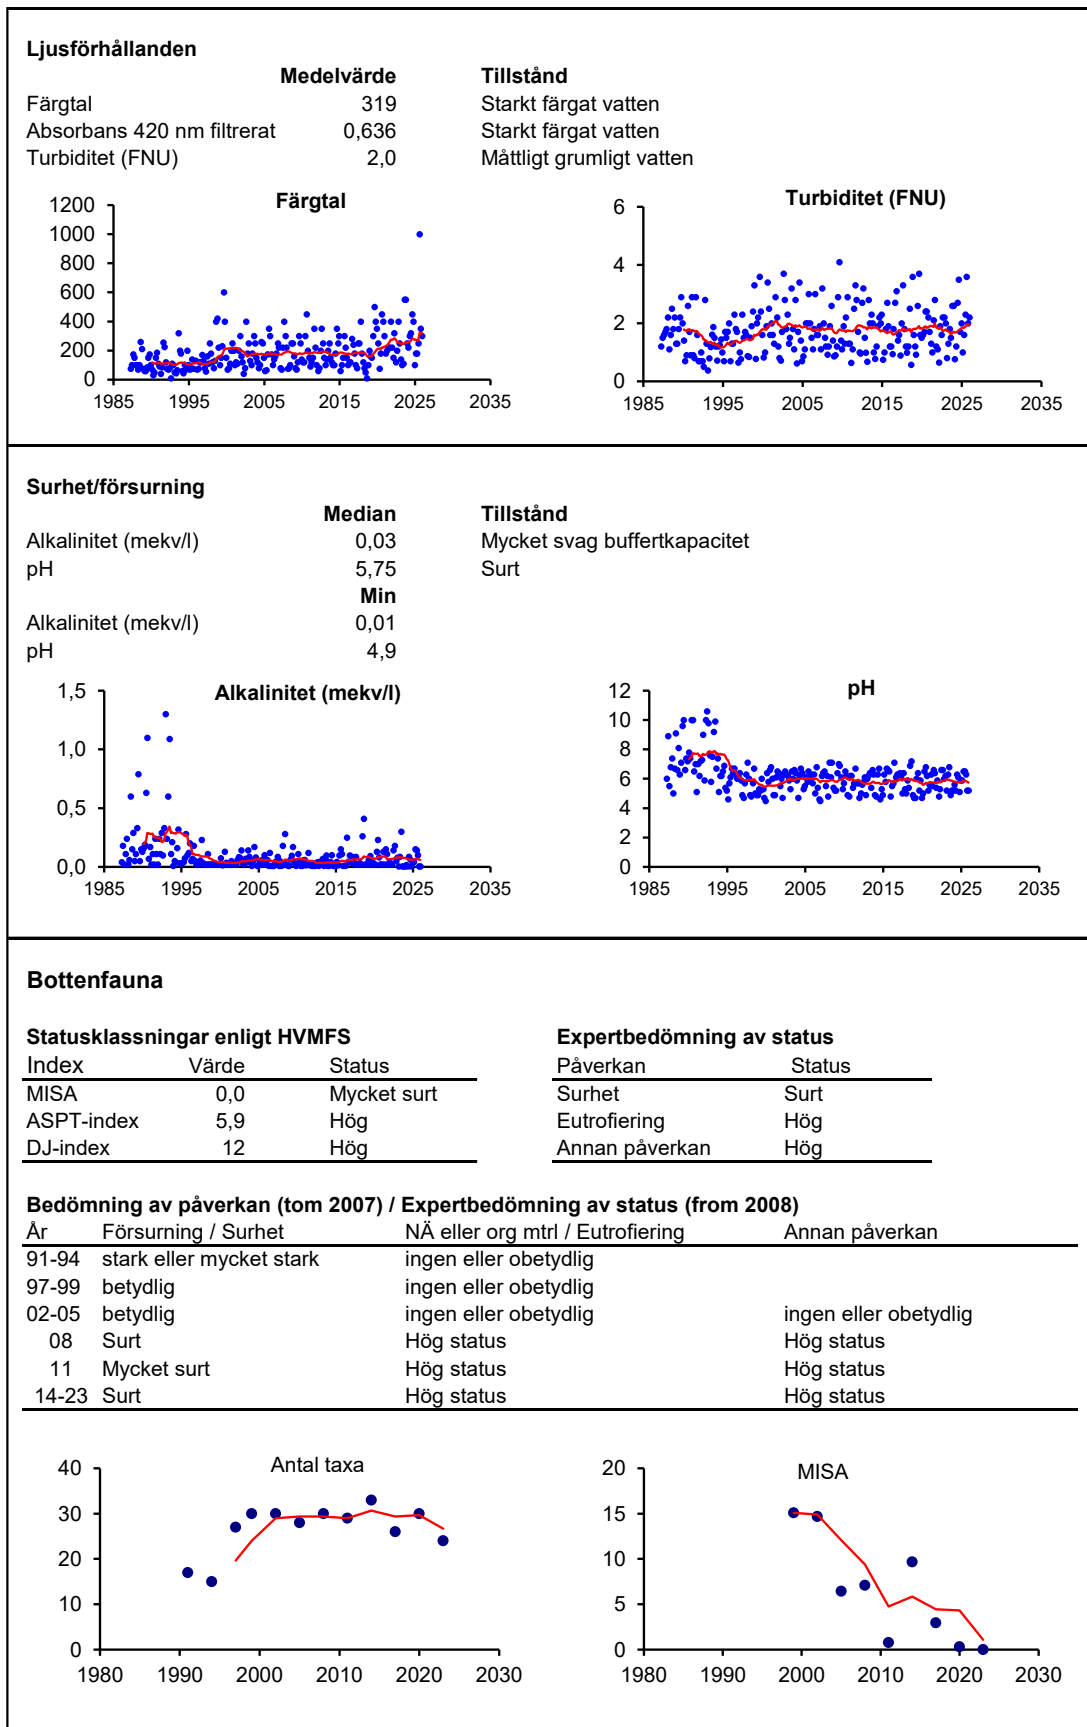 Ljusförhållanden
Medelvärde Tillstånd
Färgtal 319 Starkt färgat vatten
Absorbans 420 nm filtrerat 0,636 Starkt färgat vatten
Turbiditet (FNU) 2,0 Måttligt grumligt vatten
Färgtal
1200
1000
800
600
400
200
0
1985 1995 2005 2015 2025 2035
Turbiditet (FNU)
6
4
2
0
1985 1995 2005 2015 2025 2035
Surhet/försurning
Median Tillstånd
Alkalinitet (mekv/l) 0,03 Mycket svag buffertkapacitet
pH 5,75 Surt
Min
Alkalinitet (mekv/l) 0,01
pH 4,9
Alkalinitet (mekv/l)
1,5
1,0
0,5
0,0
1985 1995 2005 2015 2025 2035
pH
12
10
8
6
4
2
0
1985 1995 2005 2015 2025 2035
Bottenfauna
Statusklassningar enligt HVMFS
Index Värde Status
MISA 0,0 Mycket surt
ASPT-index 5,9 Hög
DJ-index 12 Hög
Expertbedömning av status
Påverkan Status
Surhet Surt
Eutrofiering Hög
Annan påverkan Hög
Bedömning av påverkan (tom 2007) / Expertbedömning av status (from 2008)
År Försurning / Surhet NÄ eller org mtrl / Eutrofiering Annan påverkan
91-94 stark eller mycket stark ingen eller obetydlig
97-99 betydlig ingen eller obetydlig
02-05 betydlig ingen eller obetydlig ingen eller obetydlig
08 Surt Hög status Hög status
11 Mycket surt Hög status Hög status
14-23 Surt Hög status Hög status
Antal taxa
40
30
20
10
0
1980 1990 2000 2010 2020 2030
MISA
20
15
10
5
0
1980 1990 2000 2010 2020 2030